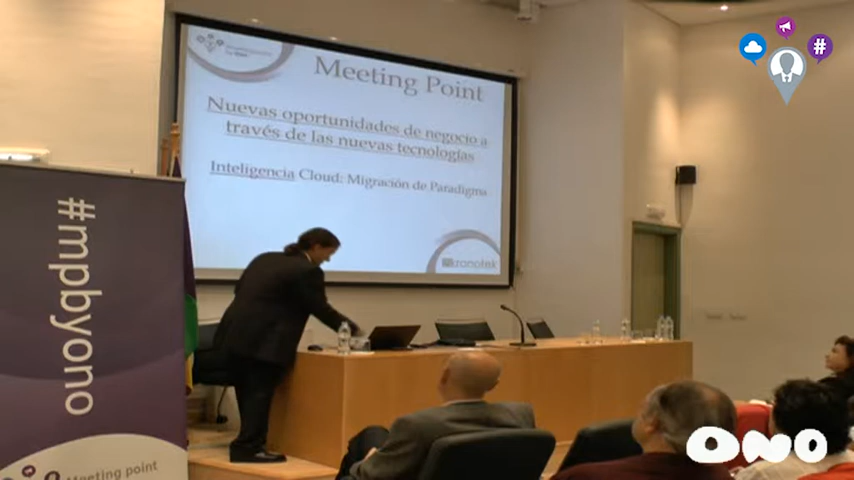 #
Meeting Point
Nuevas oportunidades de negocio a
través de las nuevas tecnologías
Inteligencia Cloud: Migración de Paradigma
#mpbyono
Meeting point
ONO